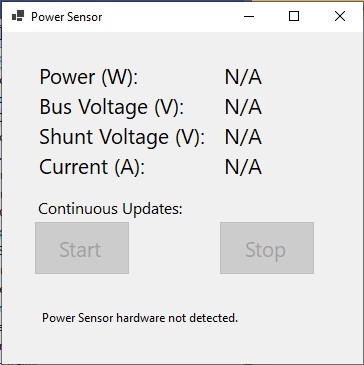 Power Sensor
Power (W): N/A
Bus Voltage (V): N/A
Shunt Voltage (V): N/A
Current (A): N/A
Continuous Updates:
Start Stop
Power Sensor hardware not detected.